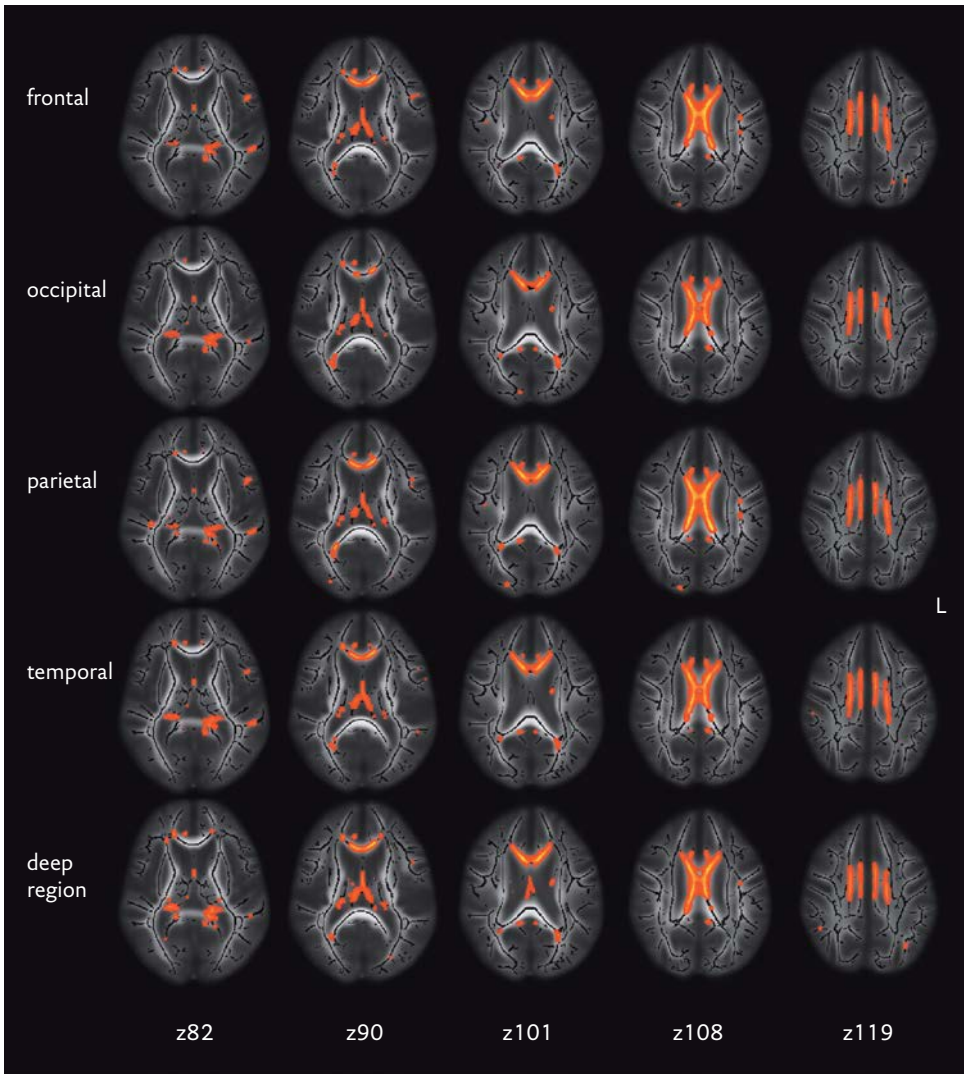 frontal
occipital
parietal
L
temporal
deep
region
z82 z90 z101 z108 z119